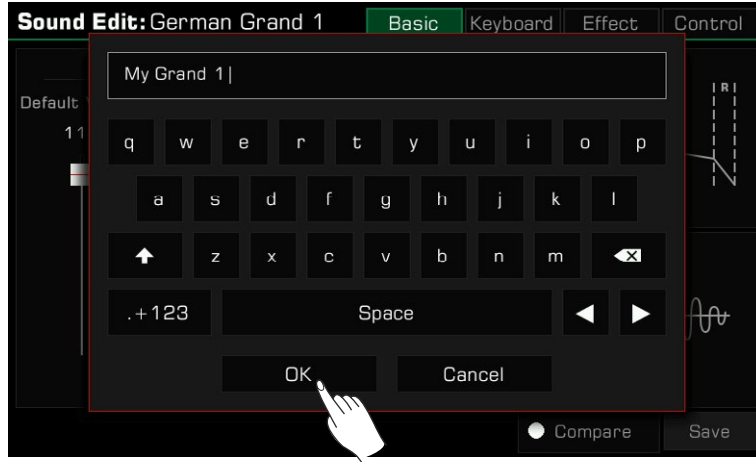 Sound Edit: German Grand 1 Basic Keyboard Effect Control
My Grand 1
Default
11
R
q w e r t y u i o p
a s d f g h j k l
z x c v b n m
.+123 Space
OK Cancel
Compare Save